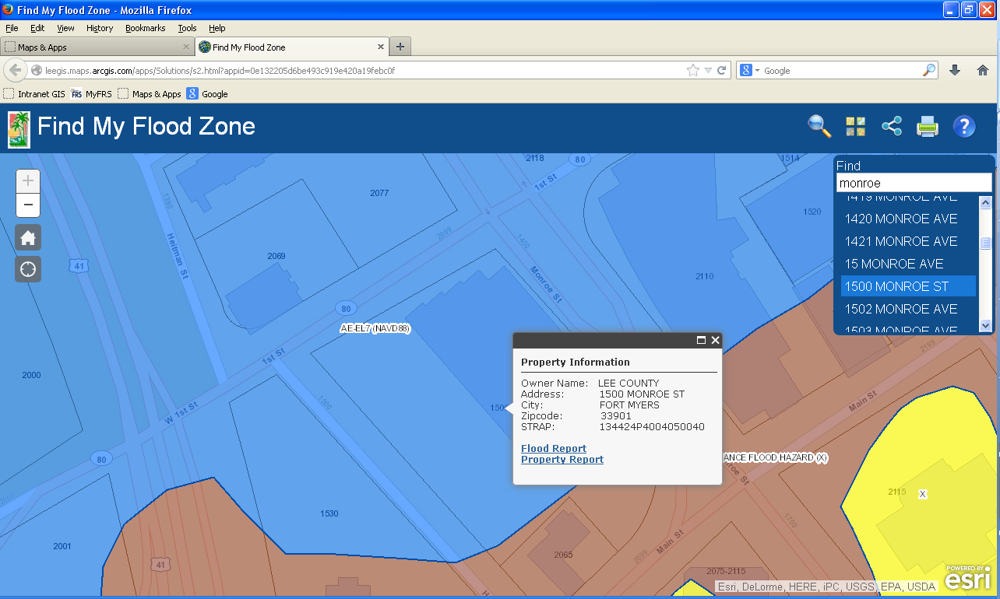 Find My Flood Zone - Mozilla Firefox
File Edit View History Bookmarks Tools Help
Maps & Apps
Find My Flood Zone
leegis.maps.arcgis.com/apps/Solutions/s2.html?appid=0e132205d6be493c919e420a19febc0f
Google
Intranet GIS
FRS MyFRS
Maps & Apps
Google
Find My Flood Zone
Find
monroe
1419 MONROE AVE
1420 MONROE AVE
1421 MONROE AVE
15 MONROE AVE
1500 MONROE ST
1502 MONROE AVE
1503 MONROE AVE
2118
80
1514
1st St
1380
2077
1520
2099
1400
Heitman St
2069
41
Monroe St
2110
80
AE-EL7 (NAVD88)
1st St
2199
2000
1500
W 1st St
Main St
Property Information
Owner Name: LEE COUNTY
Address: 1500 MONROE ST
City: FORT MYERS
Zipcode: 33901
STRAP: 134424P4004050040
Flood Report
Property Report
80
ANCE FLOOD HAZARD (X)
2115
X
1530
1700
2001
Main St
2065
2099
41
2075-2115
Esri, DeLorme, HERE, iPC, USGS, EPA, USDA
POWERED BY
esri